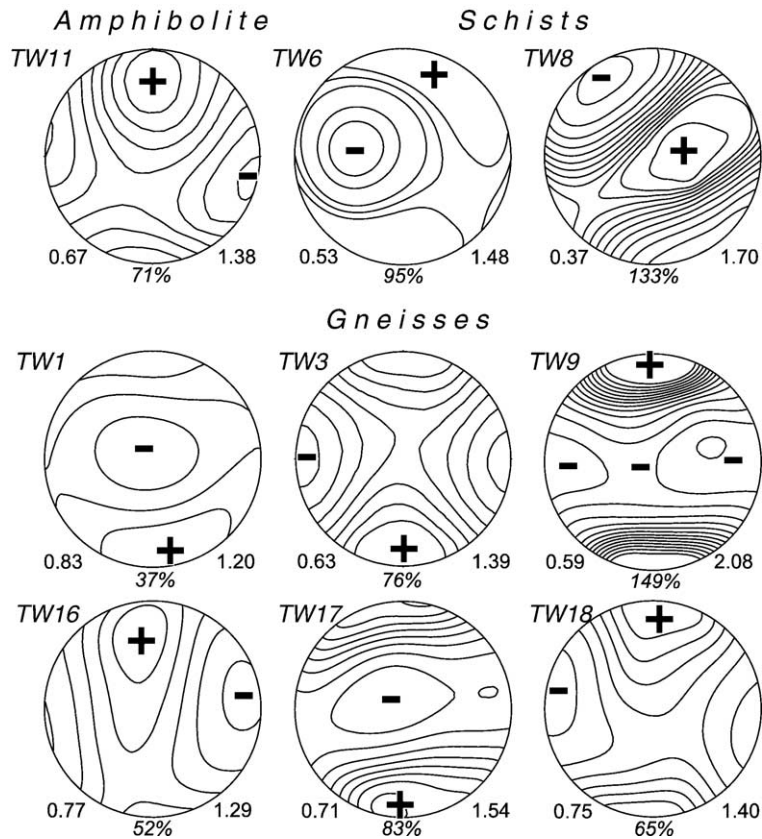 Amphibolite Schists
TW11 TW6 TW8
+ + -
- - +
0.67 1.38 0.53 1.48 0.37 1.70
71% 95% 133%
Gneisses
TW1 TW3 TW9
- - + - - -
+ +
0.83 1.20 0.63 1.39 0.59 2.08
37% 76% 149%
TW16 TW17 TW18
+ - - + -
+
0.77 1.29 0.71 1.54 0.75 1.40
52% 83% 65%